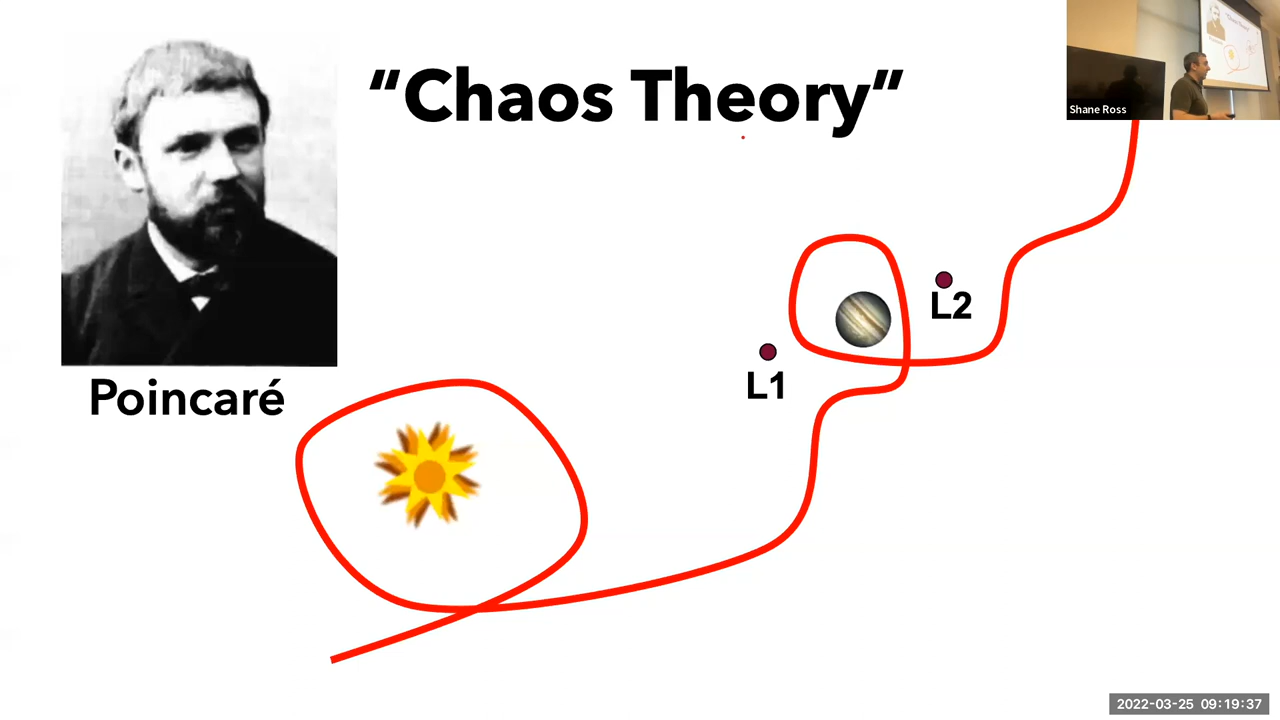 “Chaos Theory”
Shane Ross
L2
L1
Poincaré
2022-03-25 09:19:37